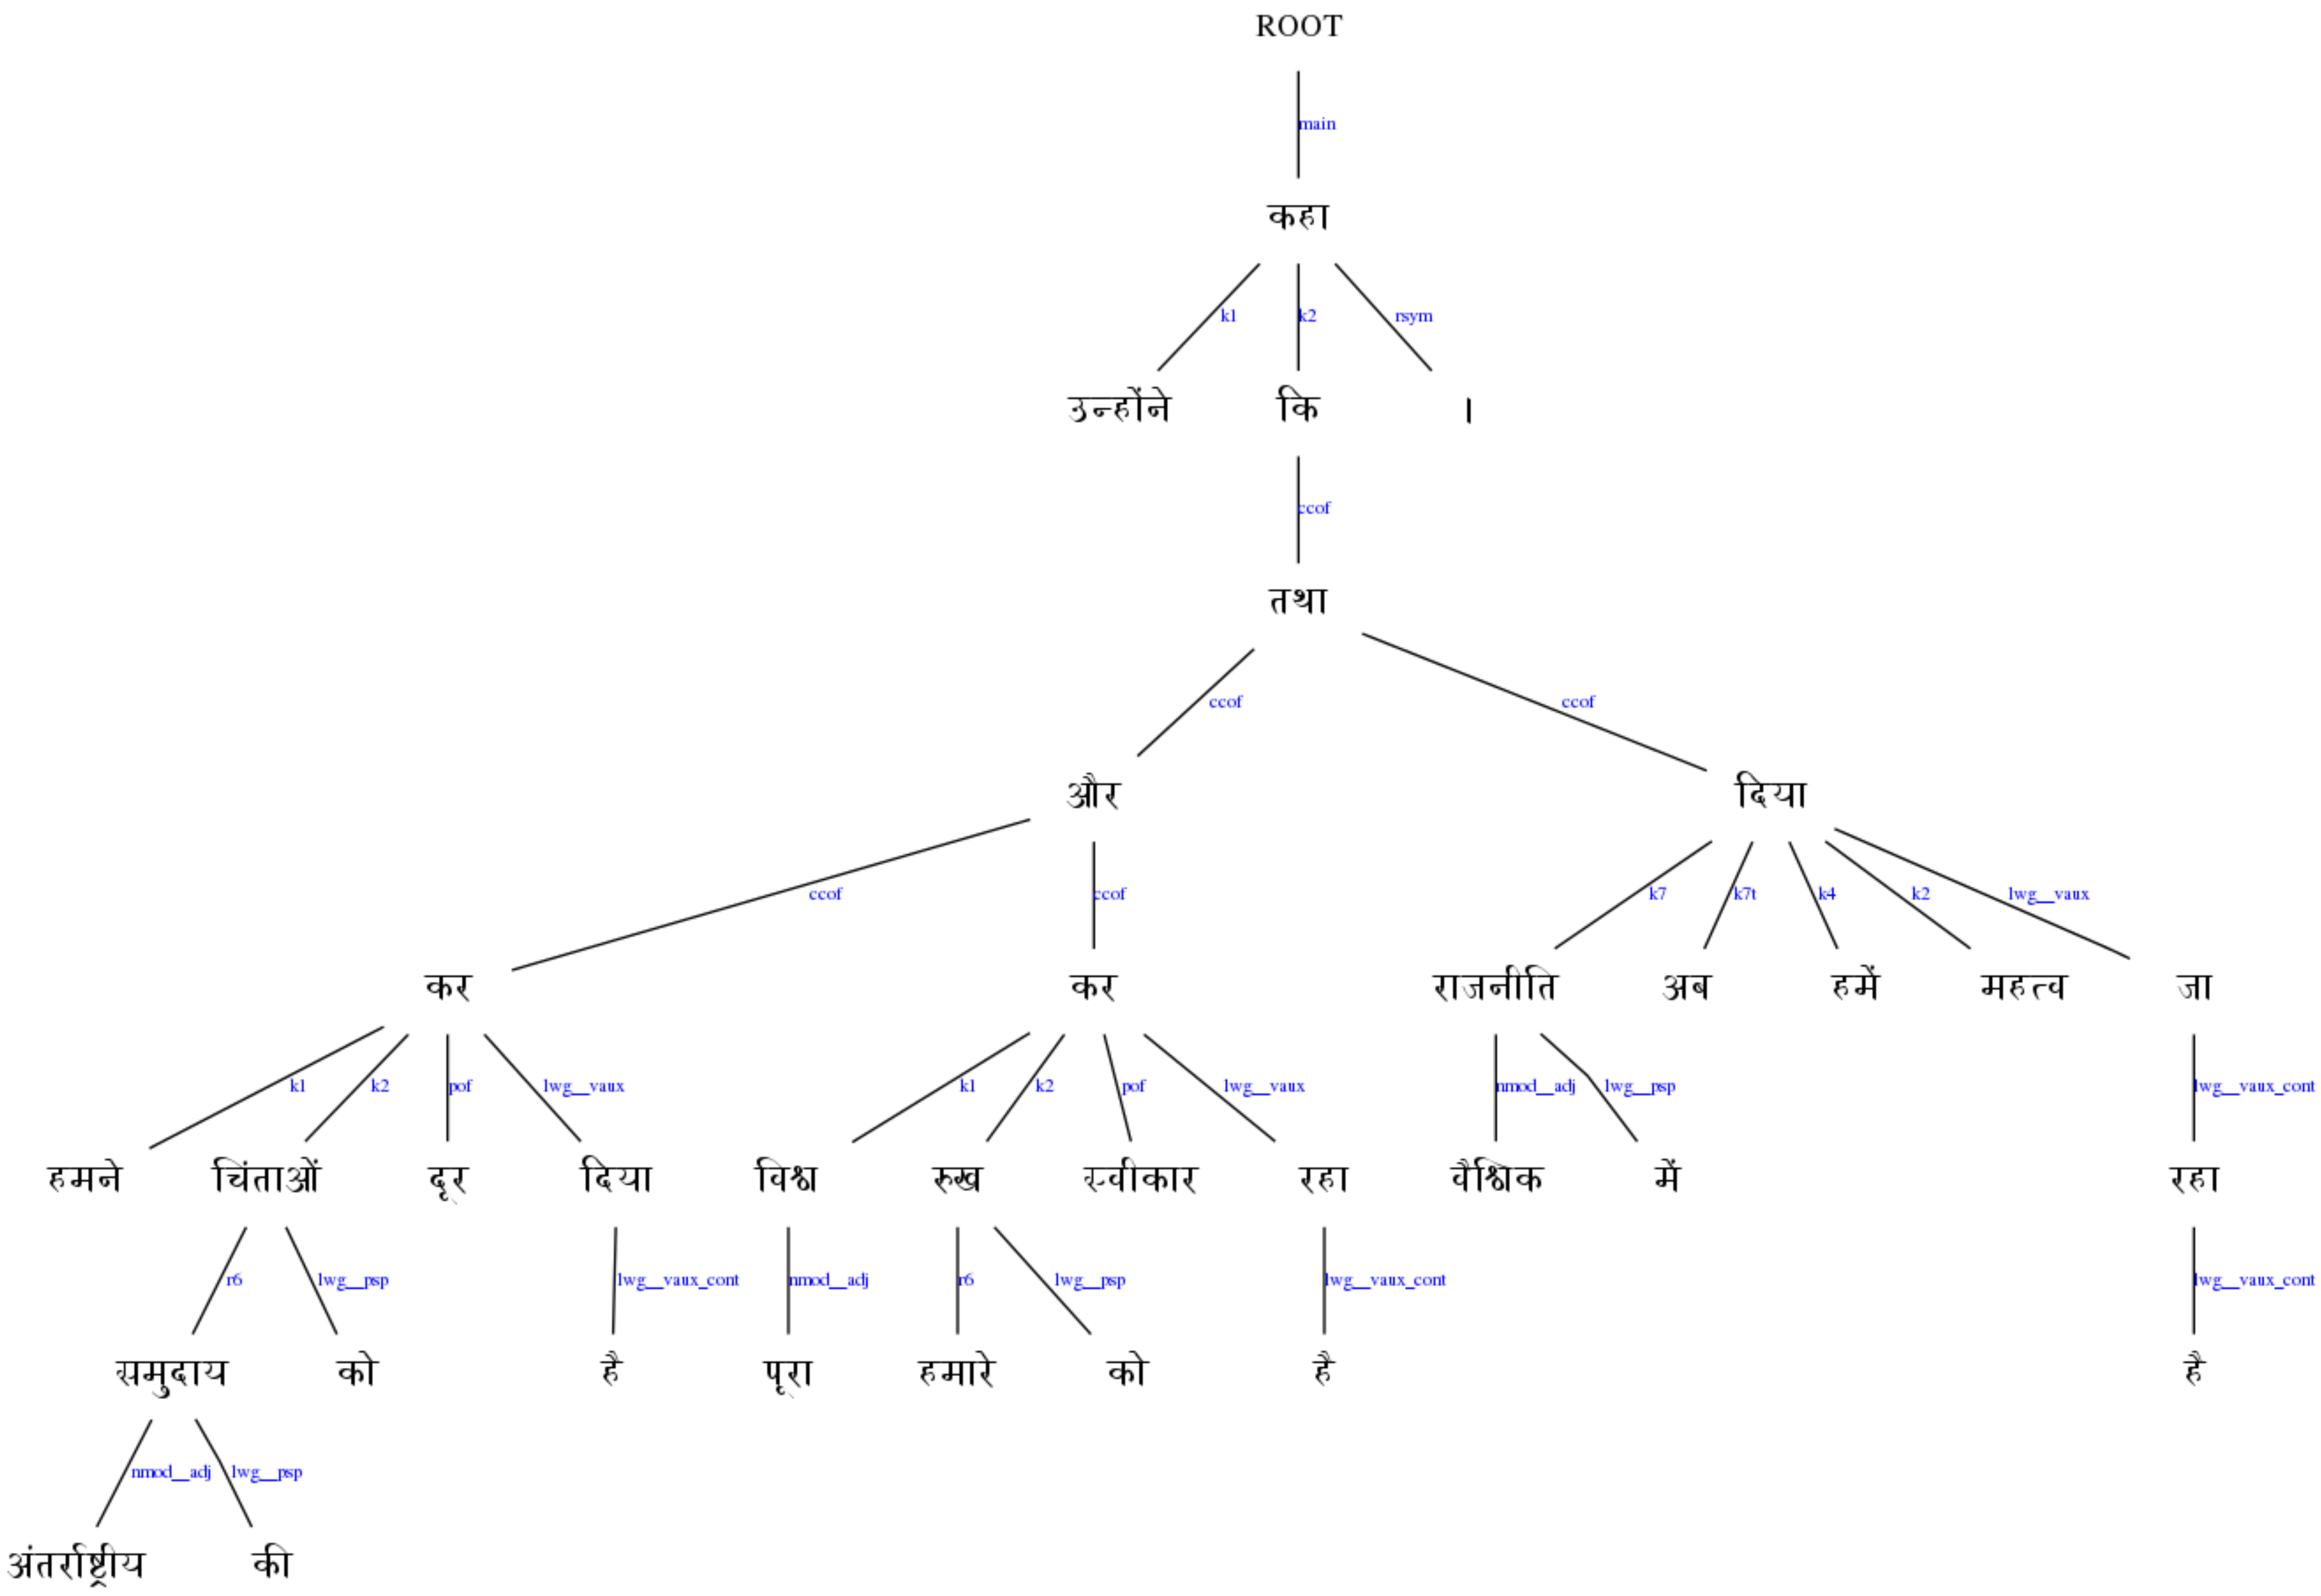 ROOT
main
कहा
k1 k2 rsym
उन्होंने कि ।
ccof
तथा
ccof ccof
और दिया
ccof ccof k7 k7t k4 k2 lwg__vaux
कर कर राजनीति अब हमें महत्व जा
k1 k2 pof lwg__vaux k1 k2 pof lwg__vaux nmod__adj lwg__psp lwg__vaux_cont
हमने चिंताओं दूर दिया विश्व रुख स्वीकार रहा वैश्विक में रहा
r6 lwg__psp lwg__vaux_cont nmod__adj r6 lwg__psp lwg__vaux_cont lwg__vaux_cont
समुदाय को है पूरा हमारे को है है
nmod__adj lwg__psp
अंतर्राष्ट्रीय की